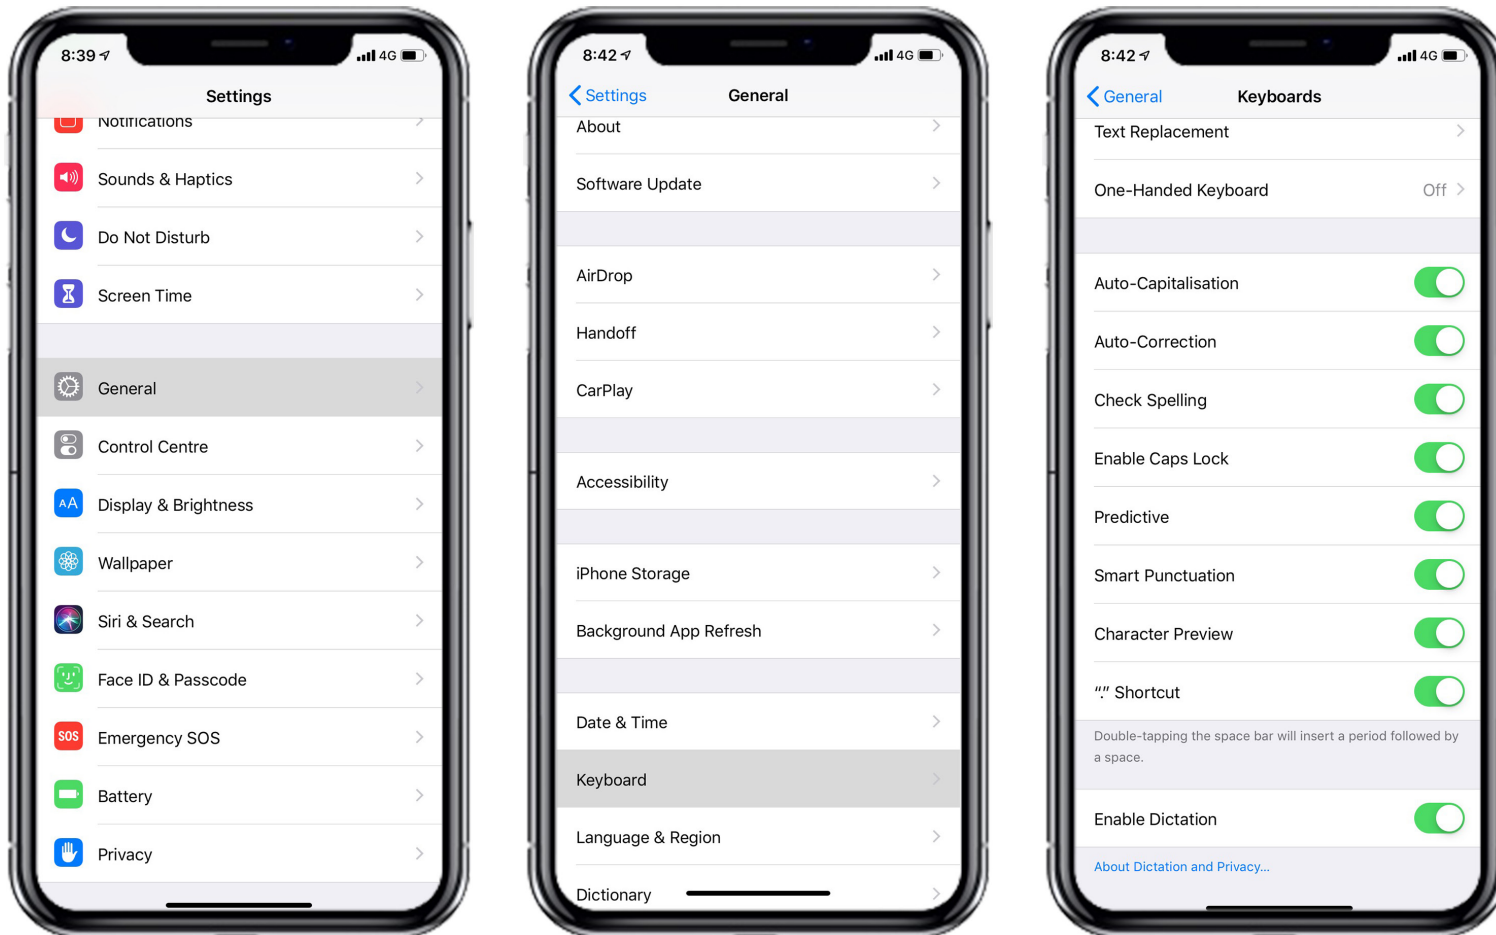 8:39
4G
Settings
Notifications
Sounds & Haptics
Do Not Disturb
Screen Time
General
Control Centre
AA
Display & Brightness
Wallpaper
Siri & Search
Face ID & Passcode
SOS
Emergency SOS
Battery
Privacy
8:42
4G
Settings
General
About
Software Update
AirDrop
Handoff
CarPlay
Accessibility
iPhone Storage
Background App Refresh
Date & Time
Keyboard
Language & Region
Dictionary
8:42
4G
General
Keyboards
Text Replacement
One-Handed Keyboard Off
Auto-Capitalisation
Auto-Correction
Check Spelling
Enable Caps Lock
Predictive
Smart Punctuation
Character Preview
“.” Shortcut
Double-tapping the space bar will insert a period followed by
a space.
Enable Dictation
About Dictation and Privacy...